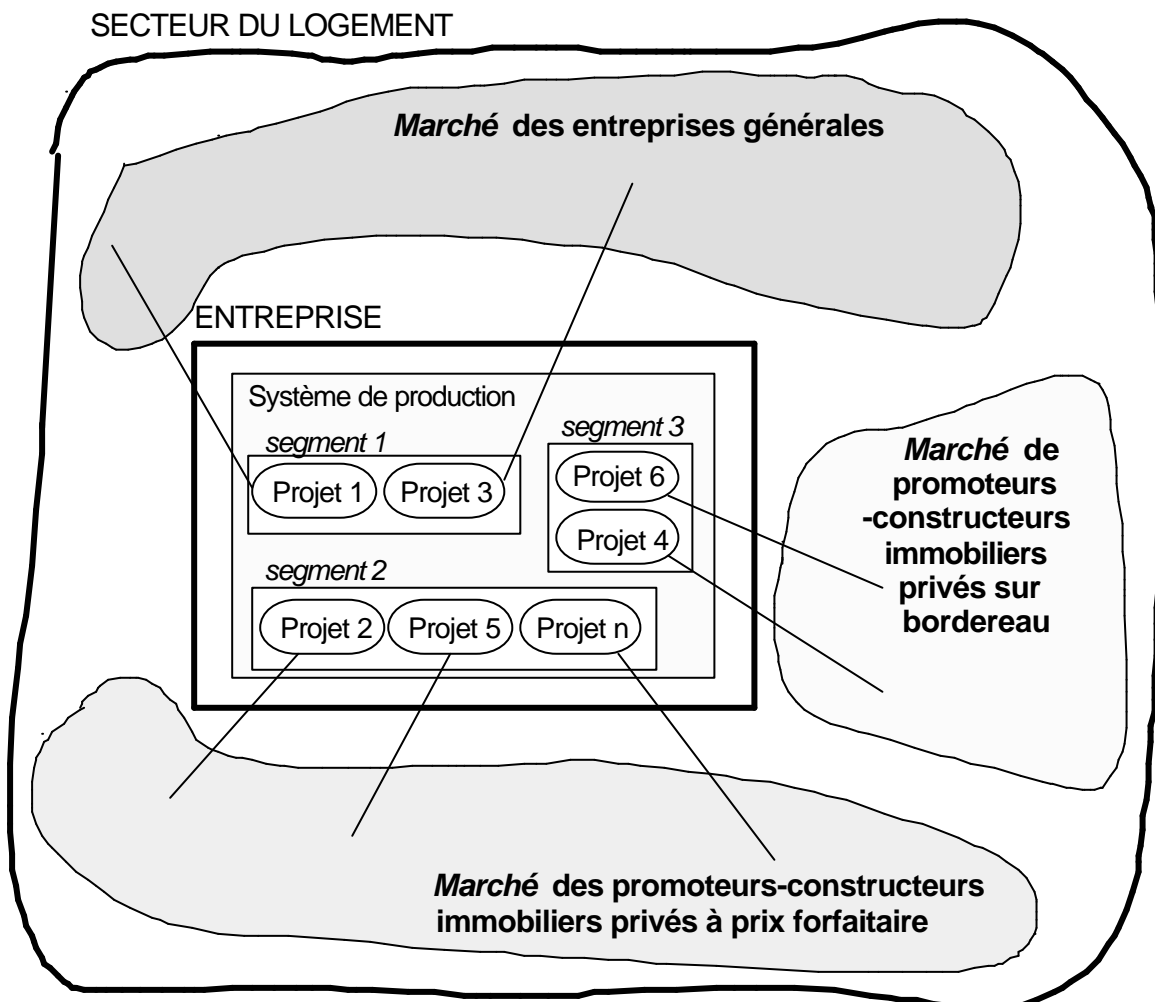 SECTEUR DU LOGEMENT
Marché des entreprises générales
ENTREPRISE
Système de production
segment 1
Projet 1
Projet 3
segment 3
Projet 6
Projet 4
segment 2
Projet 2
Projet 5
Projet n
Marché de
promoteurs
-constructeurs
immobiliers
privés sur
bordereau
Marché des promoteurs-constructeurs
immobiliers privés à prix forfaitaire